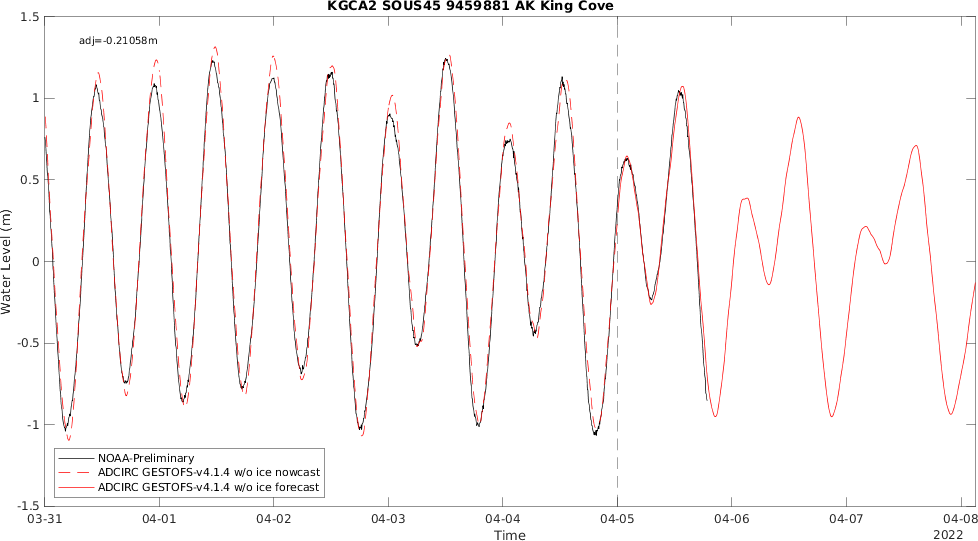 KGCA2 SOUS45 9459881 AK King Cove
adj=-0.21058m
1.5
1
0.5
0
-0.5
-1
-1.5
Water Level (m)
NOAA-Preliminary
ADCIRC GESTOFS-v4.1.4 w/o ice nowcast
ADCIRC GESTOFS-v4.1.4 w/o ice forecast
03-31 04-01 04-02 04-03 04-04 04-05 04-06 04-07 04-08
Time
2022